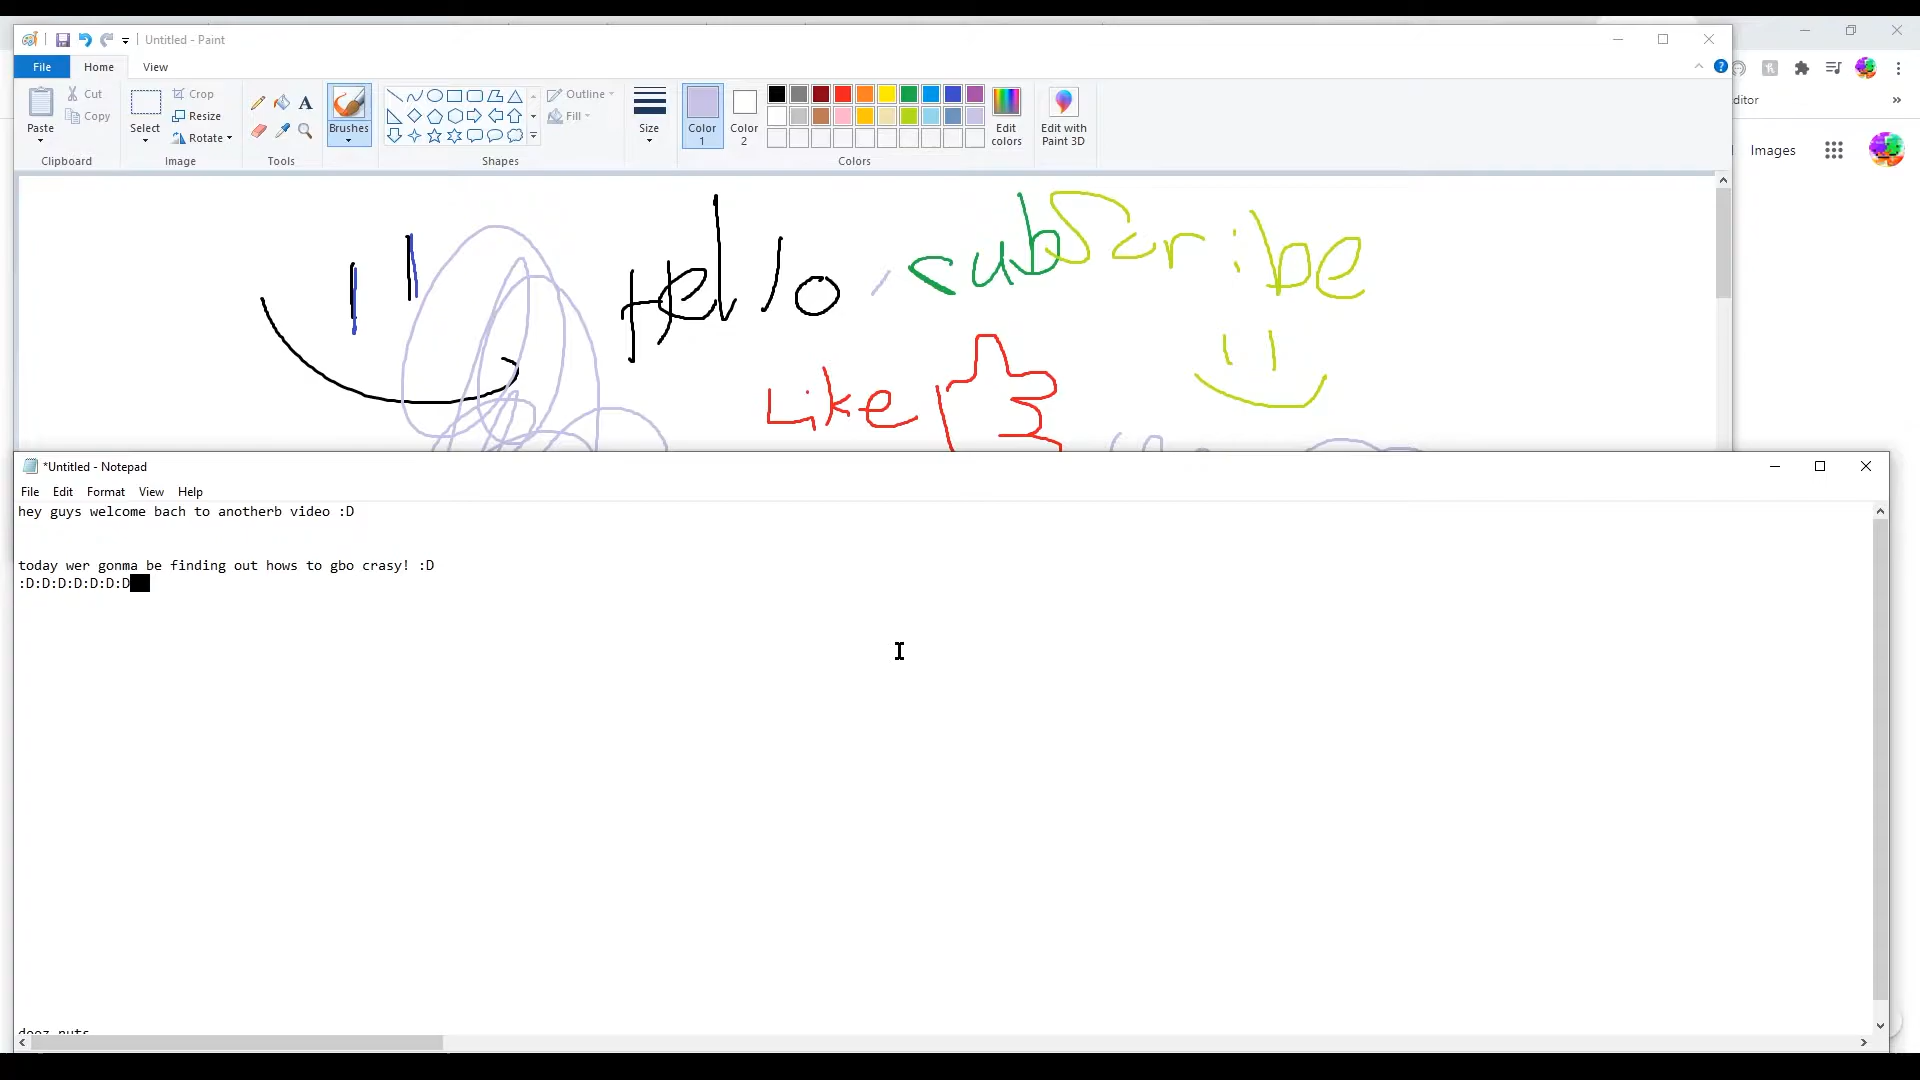 Untitled - Paint
File Home View
Paste
Cut
Copy
Clipboard
Select
Crop
Resize
Rotate
Image
A
Tools
Brushes
Shapes
Outline
Fill
Size
Color 1
Color 2
Edit colors
Colors
Edit with Paint 3D
ditor
Images
Hello subscribe
Like
*Untitled - Notepad
File Edit Format View Help
hey guys welcome bach to anotherb video :D
today wer gonma be finding out hows to gbo crasy! :D
:D:D:D:D:D:D:D
deez nuts